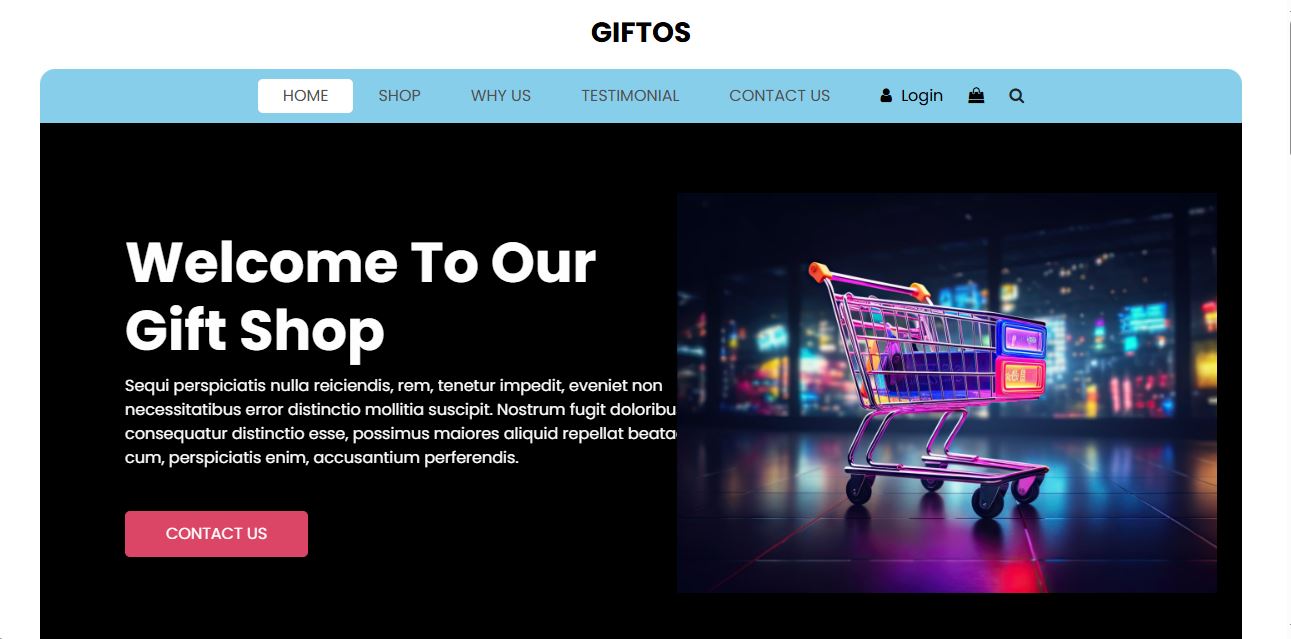 GIFTOS
HOME SHOP WHY US TESTIMONIAL CONTACT US Login
Welcome To Our
Gift Shop
Sequi perspiciatis nulla reiciendis, rem, tenetur impedit, eveniet non
necessitatibus error distinctio mollitia suscipit. Nostrum fugit doloribu
consequatur distinctio esse, possimus maiores aliquid repellat beata
cum, perspiciatis enim, accusantium perferendis.
CONTACT US